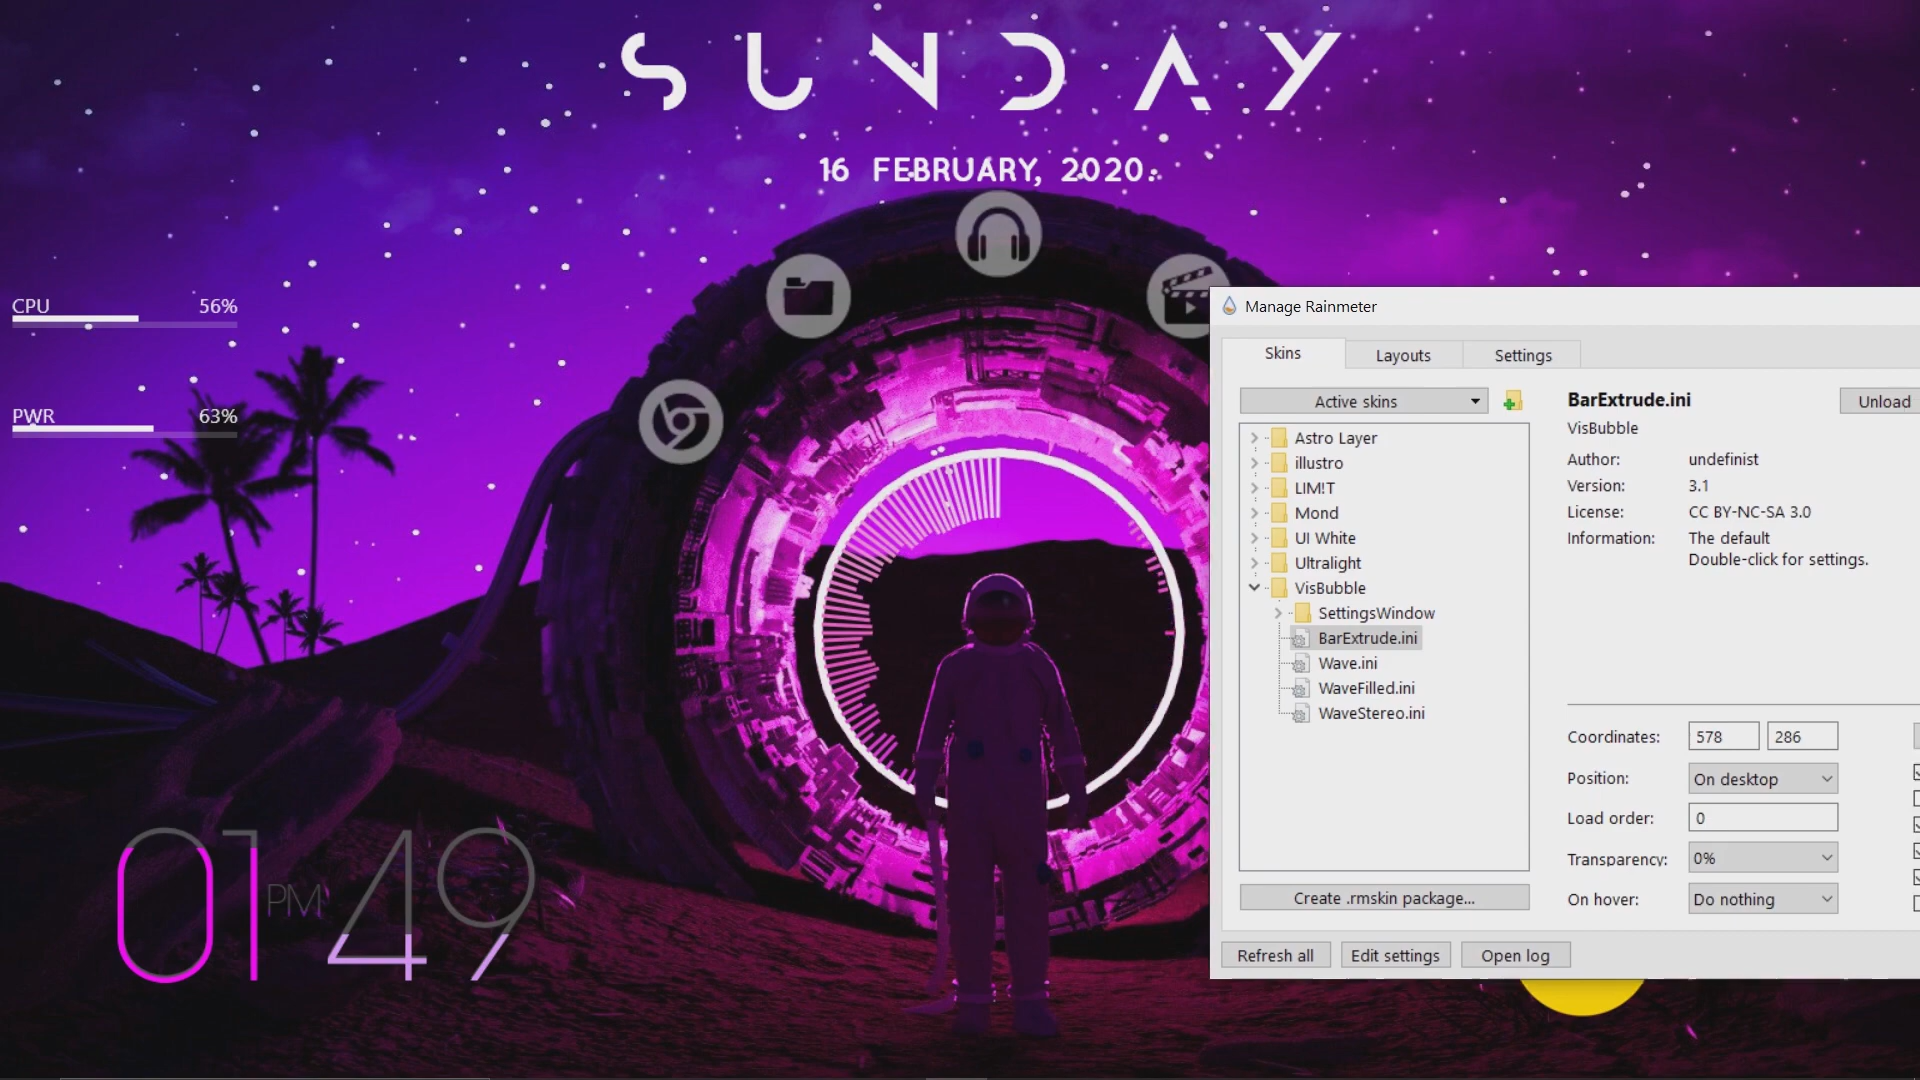 SUNDAY
16 FEBRUARY, 2020.
CPU 56%
PWR 63%
01 PM 49
Manage Rainmeter
Skins Layouts Settings
Active skins
Astro Layer
illustro
LIM!T
Mond
UI White
Ultralight
VisBubble
SettingsWindow
BarExtrude.ini
Wave.ini
WaveFilled.ini
WaveStereo.ini
Create .rmskin package...
BarExtrude.ini Unload
VisBubble
Author: undefinist
Version: 3.1
License: CC BY-NC-SA 3.0
Information: The default
Double-click for settings.
Coordinates: 578 286
Position: On desktop
Load order: 0
Transparency: 0%
On hover: Do nothing
Refresh all Edit settings Open log